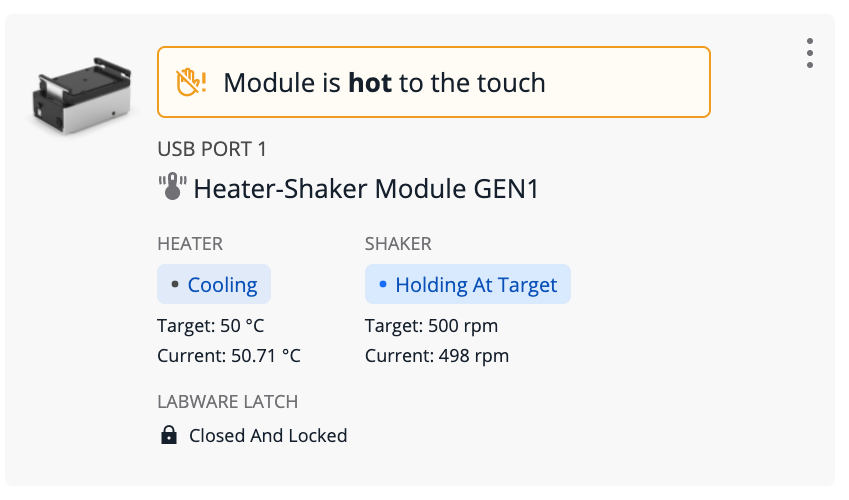 Module is hot to the touch
USB PORT 1
Heater-Shaker Module GEN1
HEATER
Cooling
Target: 50 °C
Current: 50.71 °C
SHAKER
Holding At Target
Target: 500 rpm
Current: 498 rpm
LABWARE LATCH
Closed And Locked